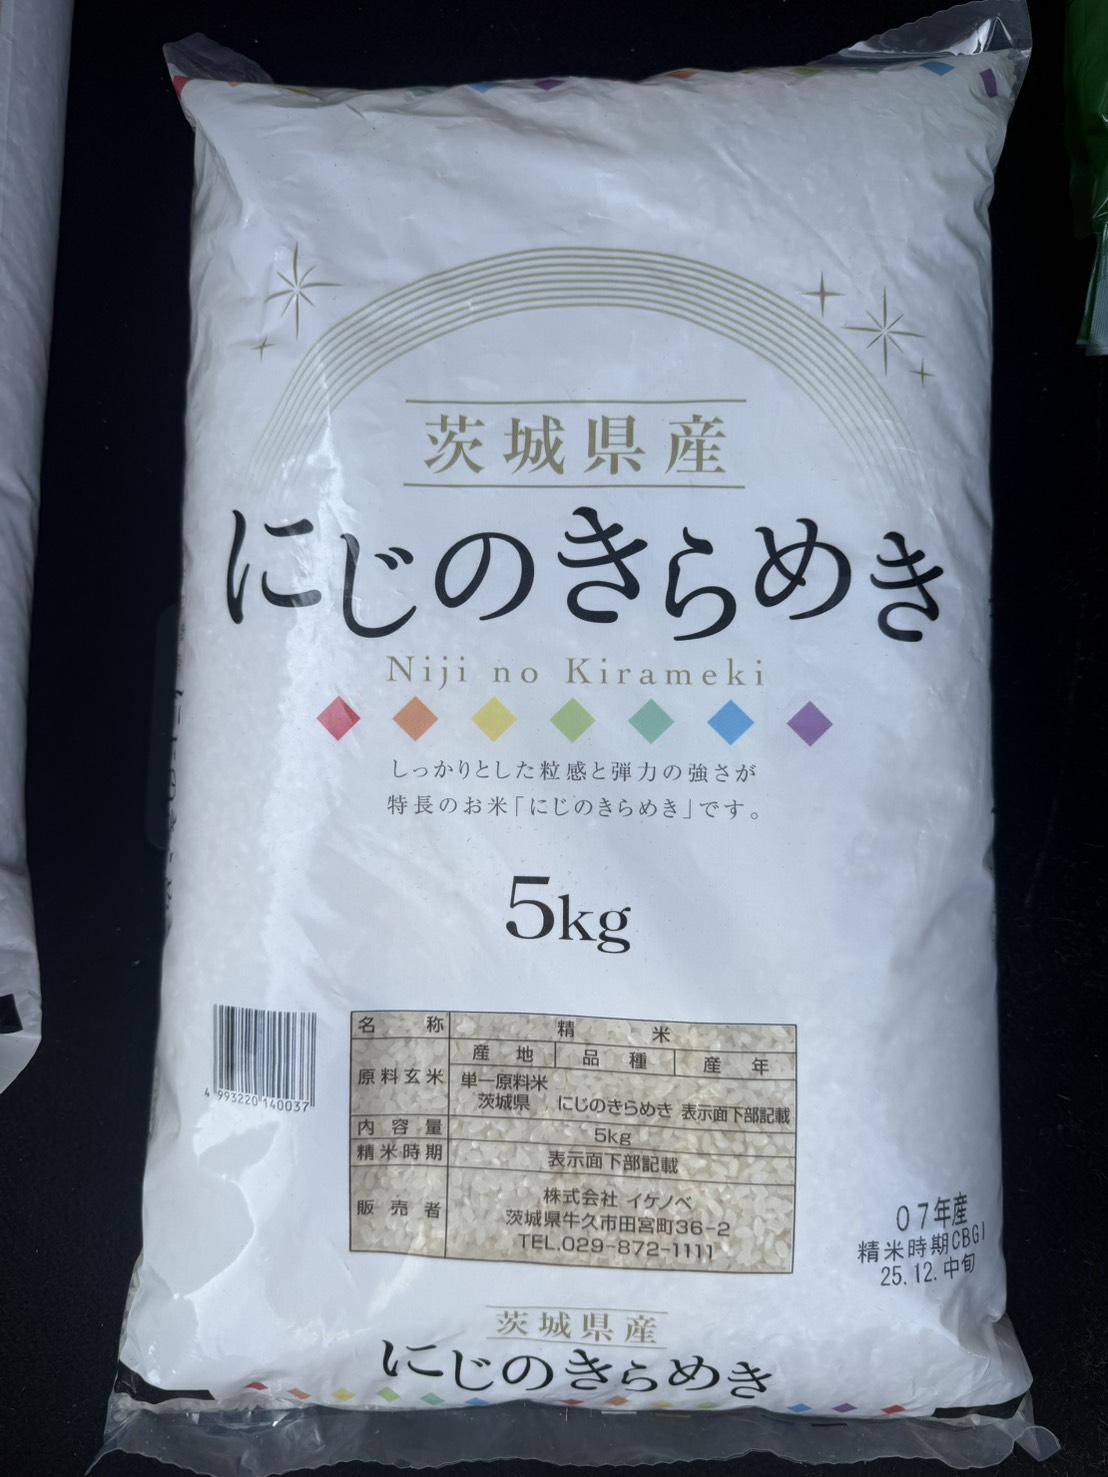 茨城県産
にじのきらめき
Niji no Kirameki
しっかりとした粒感と弾力の強さが
特長のお米「にじのきらめき」です。
5kg
4 993220 140037
名称 精米
原料玄米 産地 品種 産年
単一原料米
茨城県 にじのきらめき 表示面下部記載
内容量 5kg
精米時期 表示面下部記載
販売者 株式会社 イケノベ
茨城県牛久市田宮町36-2
TEL.029-872-1111
07年産
精米時期CBGI
25.12.中旬
茨城県産
にじのきらめき